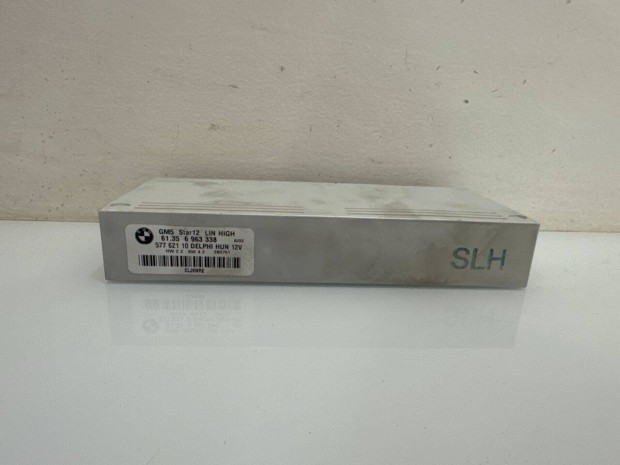 GM5 Star12 LIN HIGH
61.35 6 963 338
577 621 10 DELPHI HUN 12V
SLH